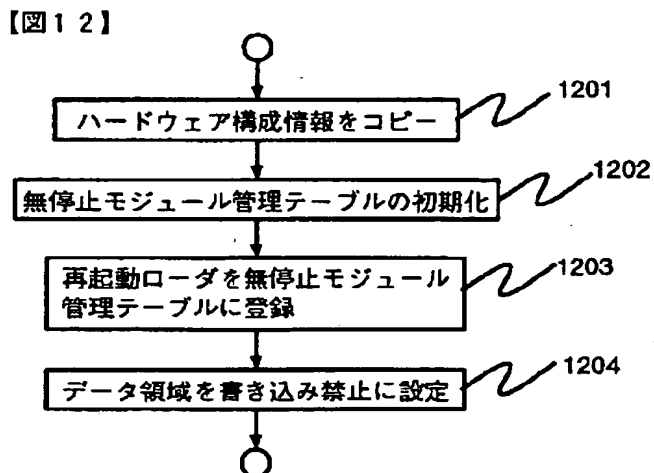 【図12】
ハードウェア構成情報をコピー
1201
無停止モジュール管理テーブルの初期化
1202
再起動ローダを無停止モジュール
管理テーブルに登録
1203
データ領域を書き込み禁止に設定
1204